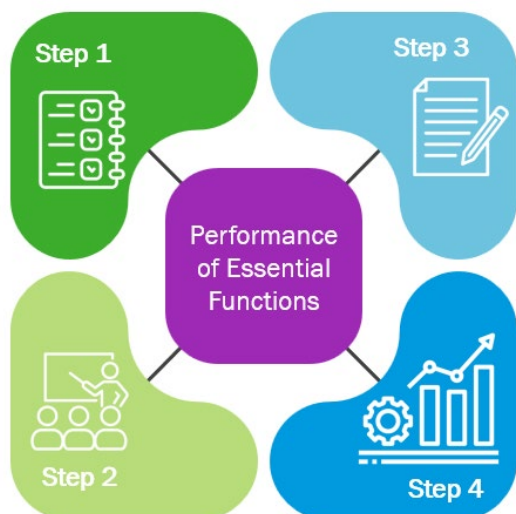 Step 1
Step 3
Performance
of Essential
Functions
Step 2
Step 4